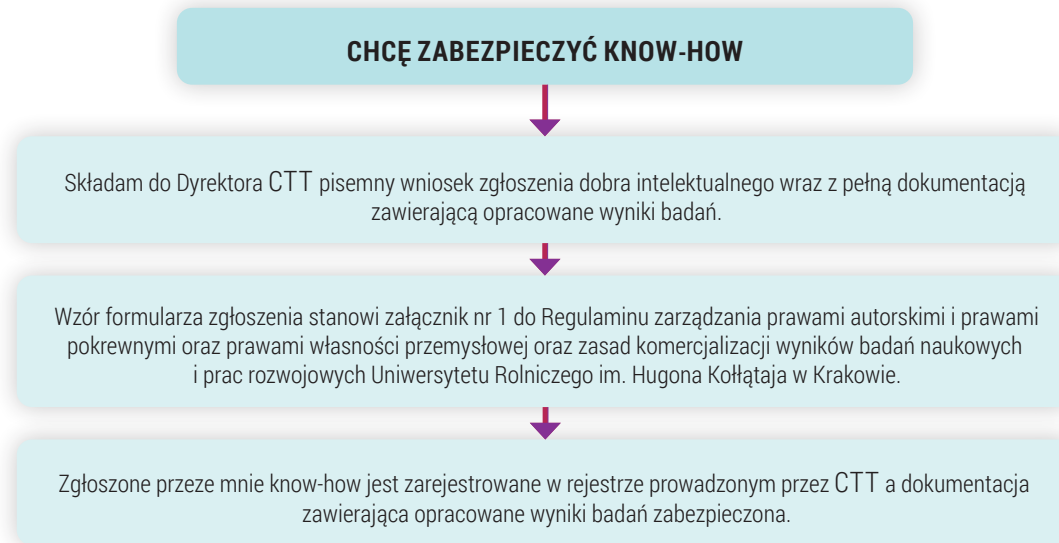 CHCĘ ZABEZPIECZYĆ KNOW-HOW
Składam do Dyrektora CTT pisemny wniosek zgłoszenia dobra intelektualnego wraz z pełną dokumentacją
zawierającą opracowane wyniki badań.
Wzór formularza zgłoszenia stanowi załącznik nr 1 do Regulaminu zarządzania prawami autorskimi i prawami
pokrewnymi oraz prawami własności przemysłowej oraz zasad komercjalizacji wyników badań naukowych
i prac rozwojowych Uniwersytetu Rolniczego im. Hugona Kołłątaja w Krakowie.
Zgłoszone przeze mnie know-how jest zarejestrowane w rejestrze prowadzonym przez CTT a dokumentacja
zawierająca opracowane wyniki badań zabezpieczona.